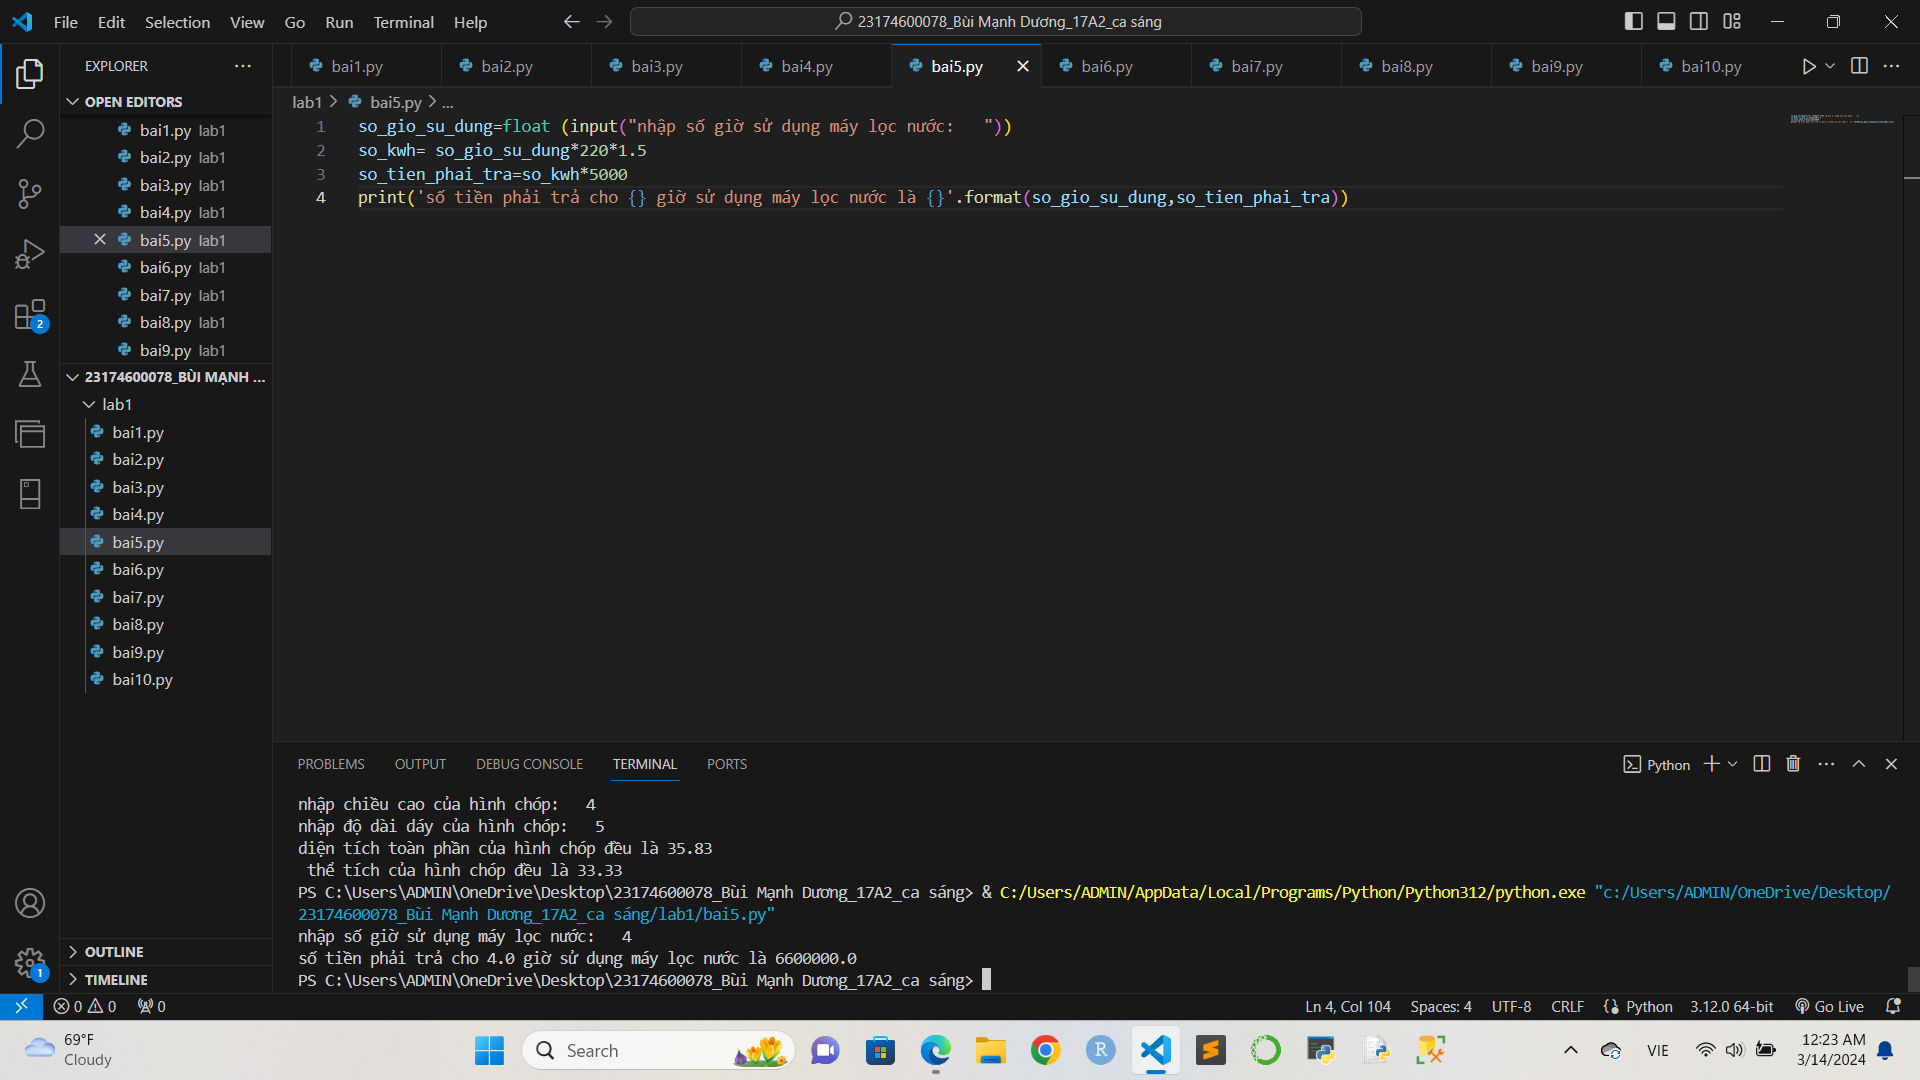 File Edit Selection View Go Run Terminal Help
23174600078_Bùi Mạnh Dương_17A2_ca sáng
EXPLORER
bai1.py bai2.py bai3.py bai4.py bai5.py bai6.py bai7.py bai8.py bai9.py bai10.py
OPEN EDITORS
bai1.py lab1
bai2.py lab1
bai3.py lab1
bai4.py lab1
bai5.py lab1
bai6.py lab1
bai7.py lab1
bai8.py lab1
bai9.py lab1
23174600078_BÙI MẠNH ...
lab1
bai1.py
bai2.py
bai3.py
bai4.py
bai5.py
bai6.py
bai7.py
bai8.py
bai9.py
bai10.py
OUTLINE
TIMELINE
2
1
lab1 > bai5.py > ...
1 so_gio_su_dung=float (input("nhập số giờ sử dụng máy lọc nước:   "))
2 so_kwh= so_gio_su_dung*220*1.5
3 so_tien_phai_tra=so_kwh*5000
4 print('số tiền phải trả cho {} giờ sử dụng máy lọc nước là {}'.format(so_gio_su_dung,so_tien_phai_tra))
PROBLEMS OUTPUT DEBUG CONSOLE TERMINAL PORTS
Python
nhập chiều cao của hình chóp:   4
nhập độ dài dáy của hình chóp:   5
diện tích toàn phần của hình chóp đều là 35.83
 thể tích của hình chóp đều là 33.33
PS C:\Users\ADMIN\OneDrive\Desktop\23174600078_Bùi Mạnh Dương_17A2_ca sáng> & C:/Users/ADMIN/AppData/Local/Programs/Python/Python312/python.exe "c:/Users/ADMIN/OneDrive/Desktop/
23174600078_Bùi Mạnh Dương_17A2_ca sáng/lab1/bai5.py"
nhập số giờ sử dụng máy lọc nước:   4
số tiền phải trả cho 4.0 giờ sử dụng máy lọc nước là 6600000.0
PS C:\Users\ADMIN\OneDrive\Desktop\23174600078_Bùi Mạnh Dương_17A2_ca sáng>
0 0 0
Ln 4, Col 104 Spaces: 4 UTF-8 CRLF Python 3.12.0 64-bit Go Live
69°F
Cloudy
Search
R
VIE
12:23 AM
3/14/2024